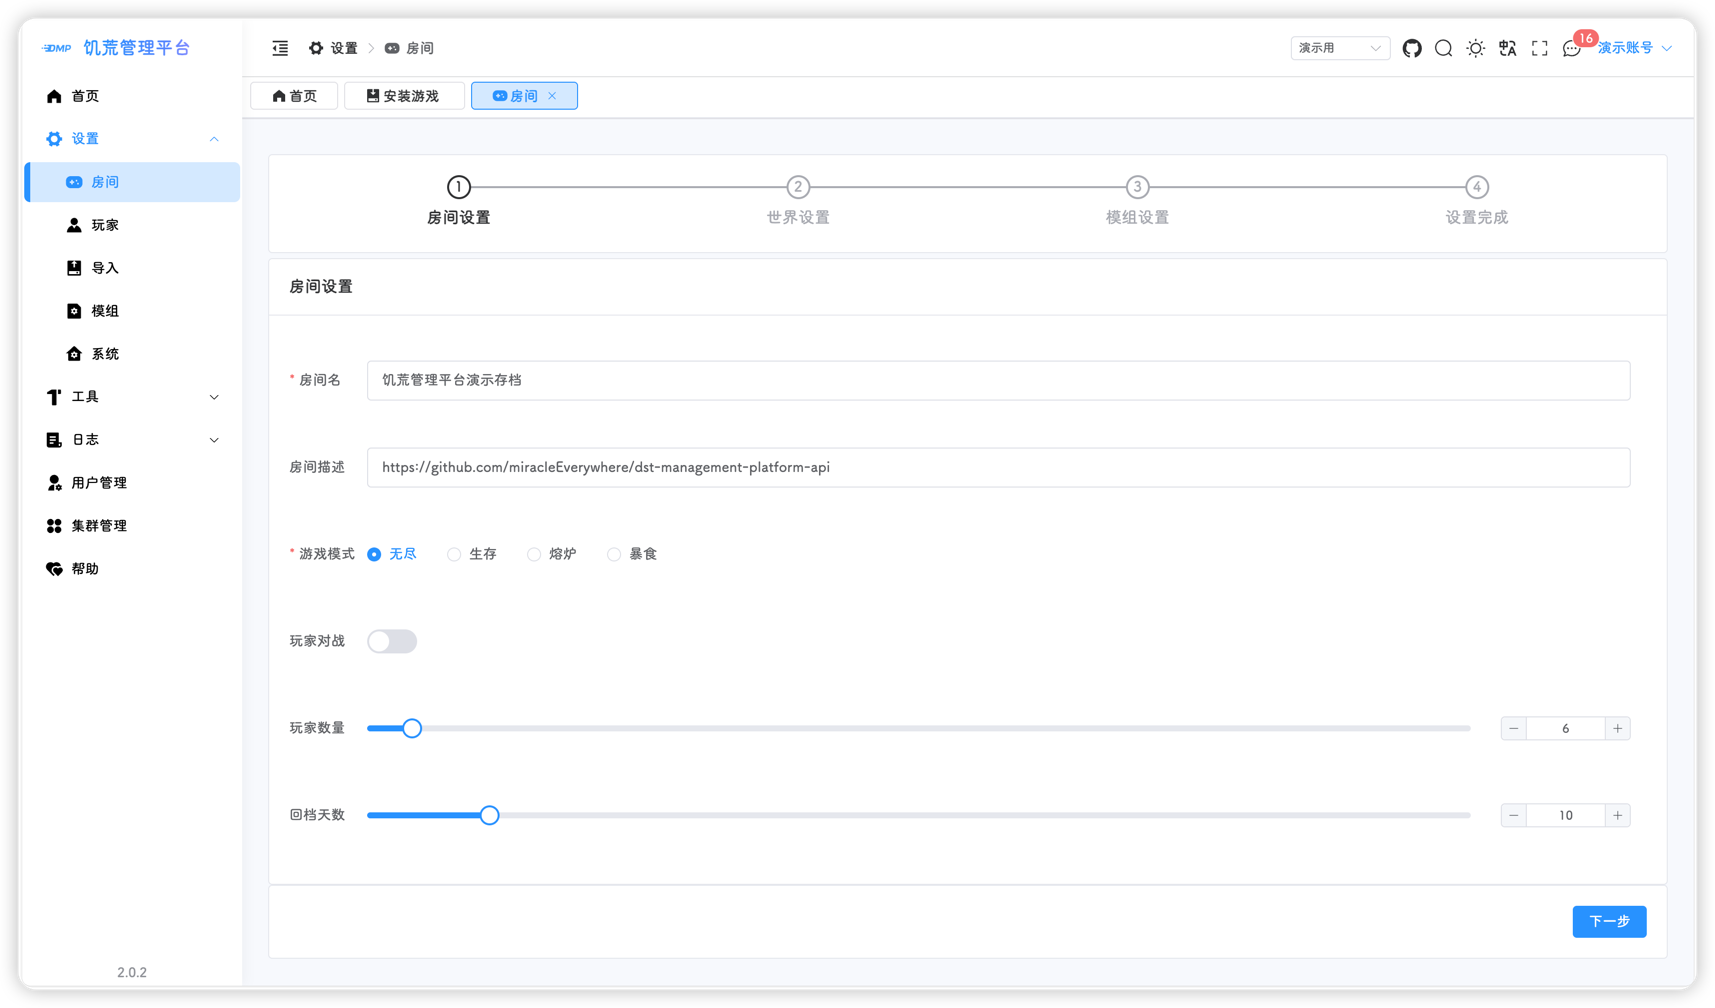 DMP 饥荒管理平台
首页
设置
房间
玩家
导入
模组
系统
工具
日志
用户管理
集群管理
帮助
2.0.2
设置 房间
演示用
16
演示账号
首页
安装游戏
房间
1
房间设置
2
世界设置
3
模组设置
4
设置完成
房间设置
* 房间名 饥荒管理平台演示存档
房间描述 https://github.com/miracleEverywhere/dst-management-platform-api
* 游戏模式 无尽 生存 熔炉 暴食
玩家对战
玩家数量 6
回档天数 10
下一步